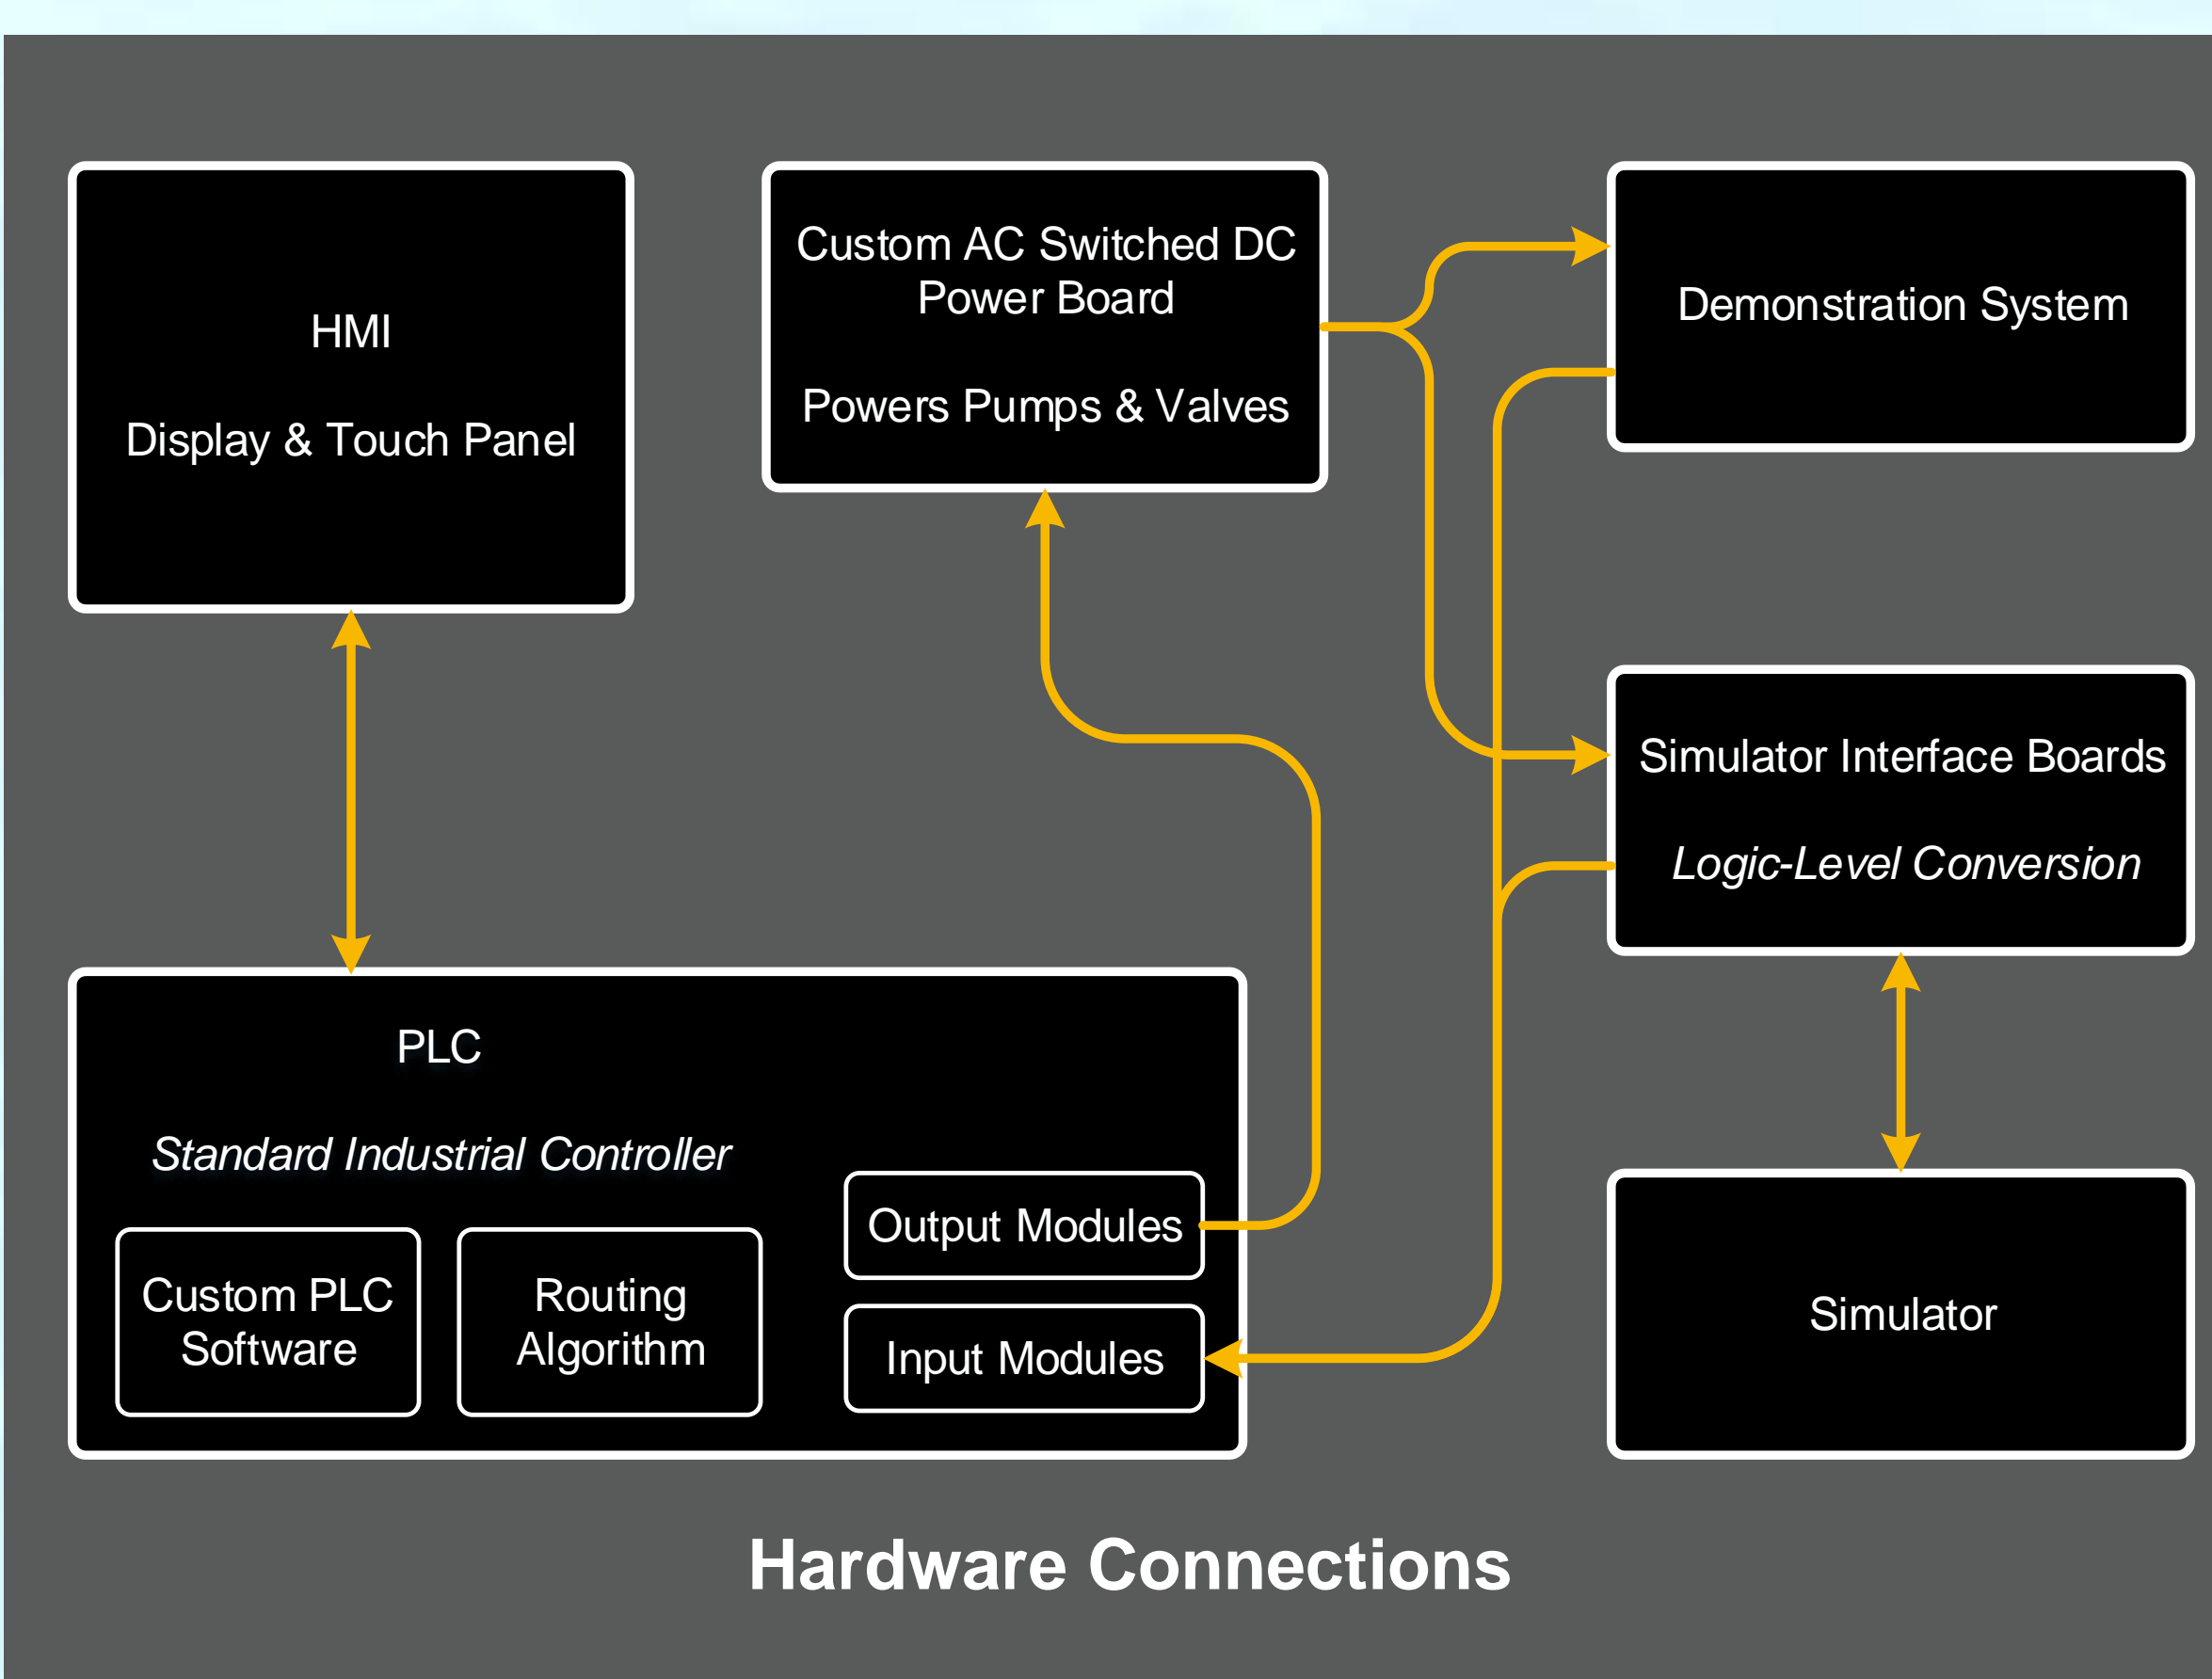 HMI
Display & Touch Panel
Custom AC Switched DC
Power Board
Powers Pumps & Valves
Demonstration System
Simulator Interface Boards
Logic-Level Conversion
PLC
Standard Industrial Controller
Custom PLC
Software
Routing
Algorithm
Output Modules
Input Modules
Simulator
Hardware Connections